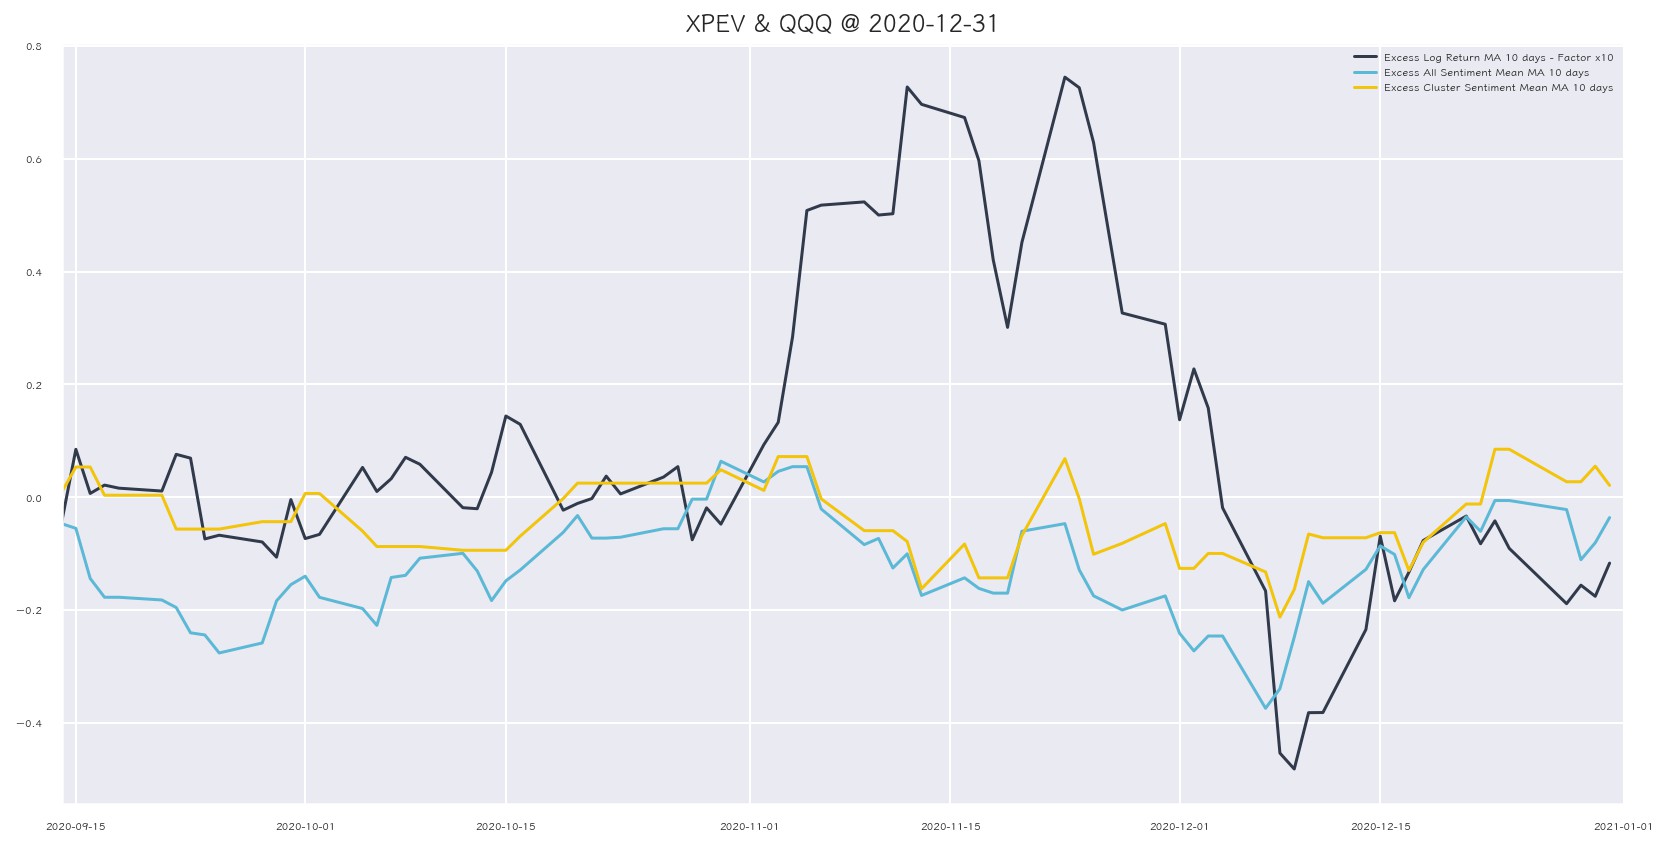 XPEV & QQQ @ 2020-12-31
Excess Log Return MA 10 days - Factor x10
Excess All Sentiment Mean MA 10 days
Excess Cluster Sentiment Mean MA 10 days
0.8
0.6
0.4
0.2
0.0
−0.2
−0.4
2020-09-15 2020-10-01 2020-10-15 2020-11-01 2020-11-15 2020-12-01 2020-12-15 2021-01-01